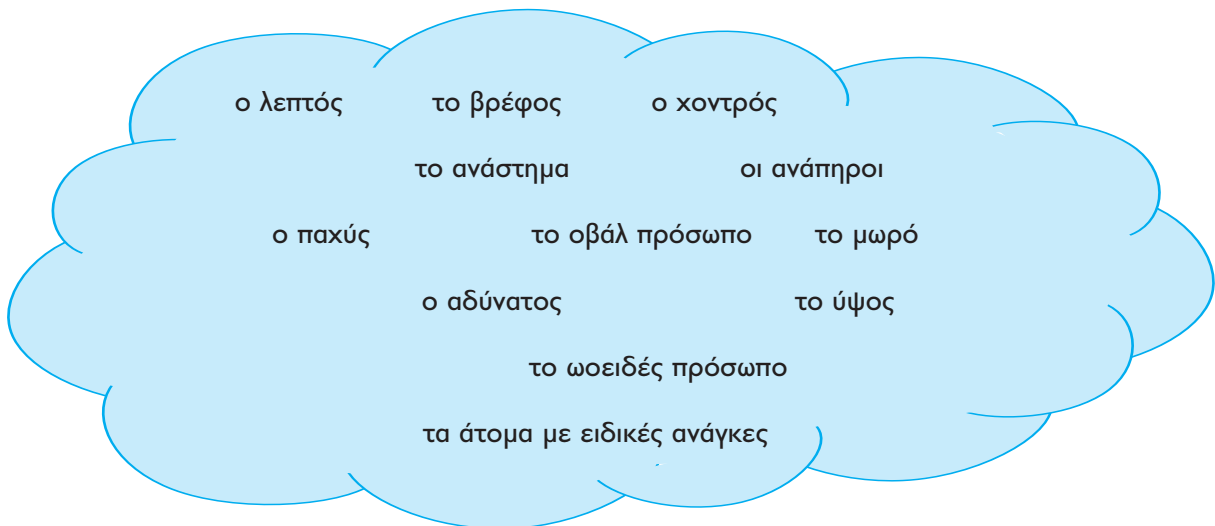 ο λεπτός το βρέφος ο χοντρός
το ανάστημα οι ανάπηροι
ο παχύς το οβάλ πρόσωπο το μωρό
ο αδύνατος το ύψος
το ωοειδές πρόσωπο
τα άτομα με ειδικές ανάγκες